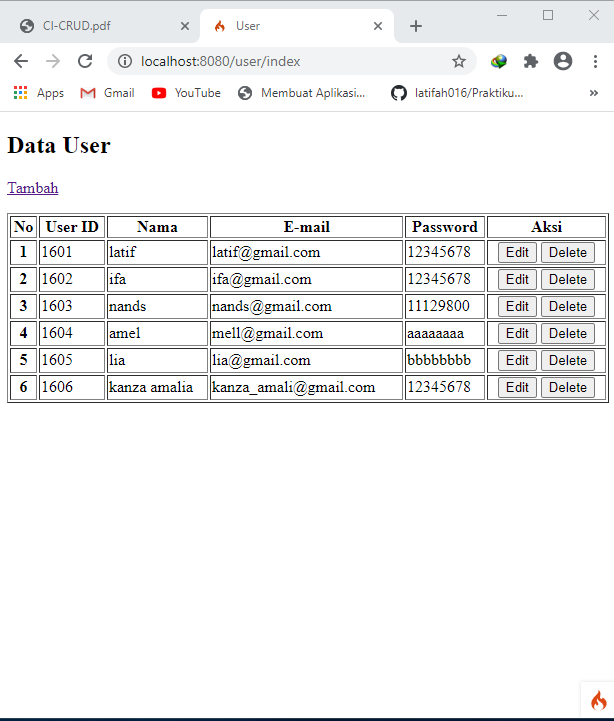 CI-CRUD.pdf
User
localhost:8080/user/index
Apps Gmail YouTube Membuat Aplikasi... latifah016/Praktiku... »
Data User
Tambah
No User ID Nama E-mail Password Aksi
1 1601 latif latif@gmail.com 12345678 Edit Delete
2 1602 ifa ifa@gmail.com 12345678 Edit Delete
3 1603 nands nands@gmail.com 11129800 Edit Delete
4 1604 amel mell@gmail.com aaaaaaaa Edit Delete
5 1605 lia lia@gmail.com bbbbbbbb Edit Delete
6 1606 kanza amalia kanza_amali@gmail.com 12345678 Edit Delete